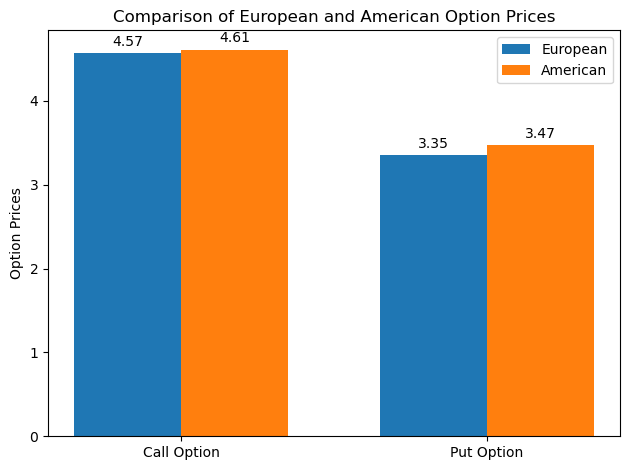 Comparison of European and American Option Prices
4.57
4.61
3.35
3.47
European
American
Option Prices
4
3
2
1
0
Call Option
Put Option